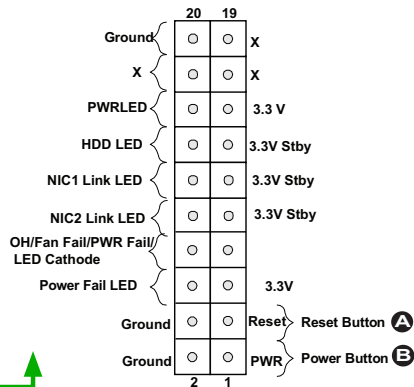 20 19
Ground X
X X
PWRLED 3.3 V
HDD LED 3.3V Stby
NIC1 Link LED 3.3V Stby
NIC2 Link LED 3.3V Stby
OH/Fan Fail/PWR Fail/
LED Cathode
Power Fail LED 3.3V
Ground Reset Reset Button A
Ground PWR Power Button B
2 1